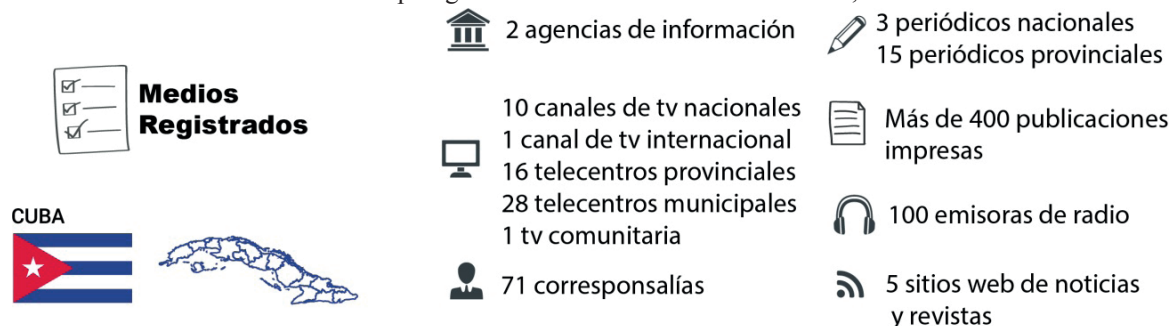 Medios
Registrados
CUBA
2 agencias de información
10 canales de tv nacionales
1 canal de tv internacional
16 telecentros provinciales
28 telecentros municipales
1 tv comunitaria
71 corresponsalías
3 periódicos nacionales
15 periódicos provinciales
Más de 400 publicaciones
impresas
100 emisoras de radio
5 sitios web de noticias
y revistas